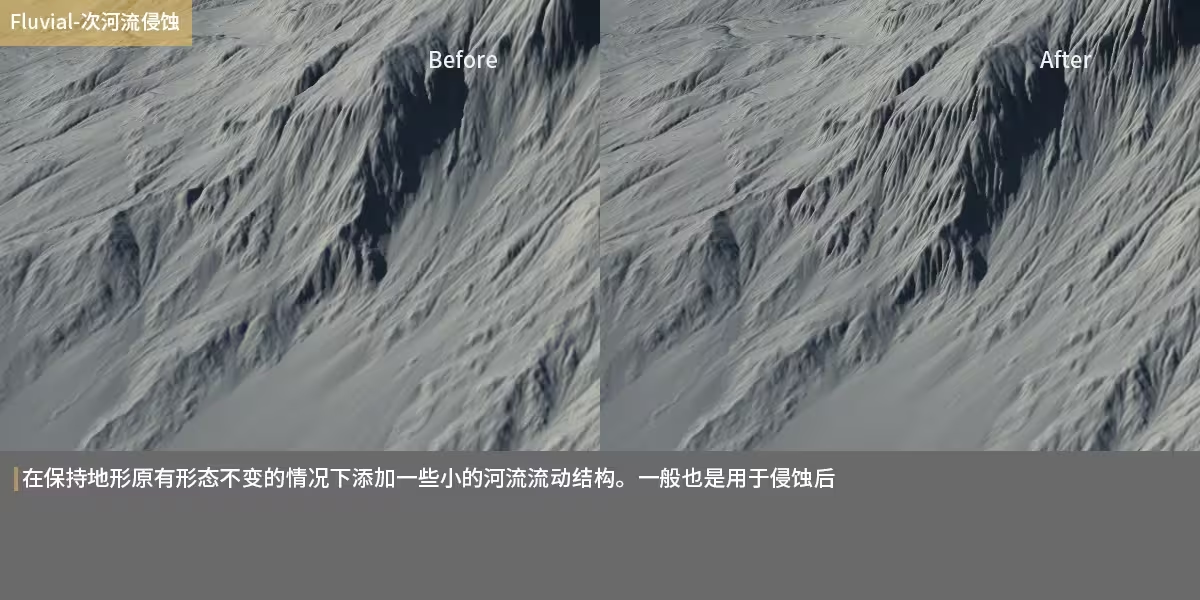 Fluvial-次河流侵蚀
Before
After
在保持地形原有形态不变的情况下添加一些小的河流流动结构。一般也是用于侵蚀后